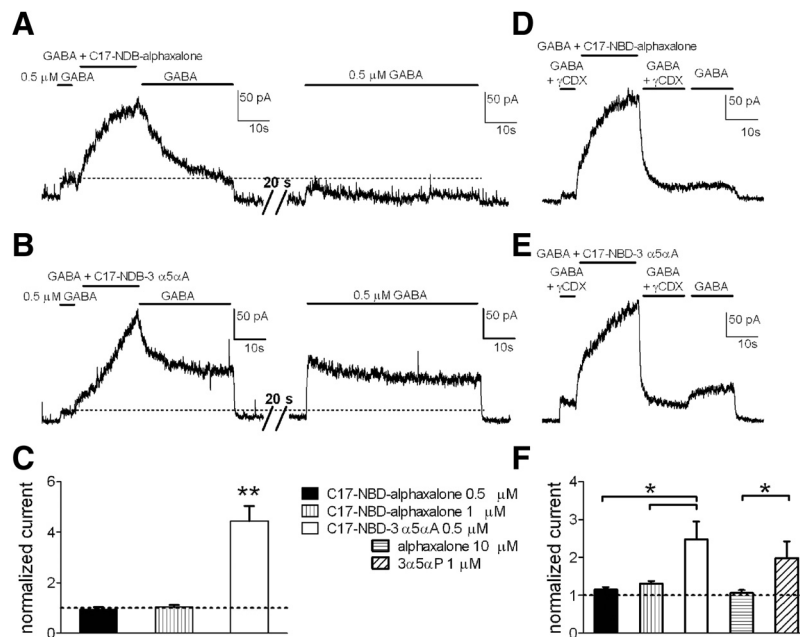 A
GABA + C17-NDB-alphaxalone
0.5 μM GABA
GABA
50 pA
10s
0.5 μM GABA
50 pA
10s
20 s
D
GABA + C17-NBD-alphaxalone
GABA + γCDX
GABA + γCDX
GABA
50 pA
10s
B
GABA + C17-NDB-3 α5αA
0.5 μM GABA
GABA
50 pA
10s
0.5 μM GABA
50 pA
10s
20 s
E
GABA + C17-NBD-3 α5αA
GABA + γCDX
GABA + γCDX
GABA
50 pA
10s
C
normalized current
6
4
2
0
**
C17-NBD-alphaxalone 0.5 μM
C17-NBD-alphaxalone 1 μM
C17-NBD-3 α5αA 0.5 μM
alphaxalone 10 μM
3α5αP 1 μM
F
normalized current
4
3
2
1
0
*
*